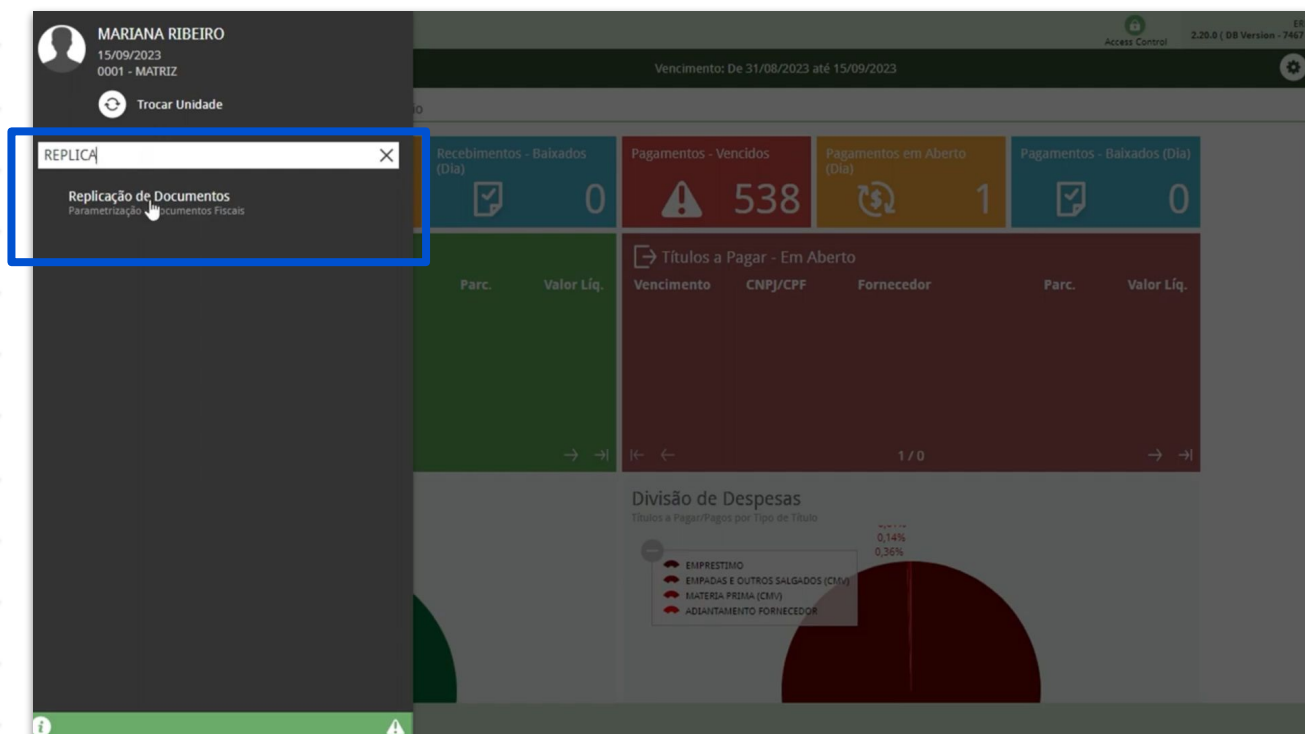 MARIANA RIBEIRO
15/09/2023
0001 - MATRIZ
Trocar Unidade
REPLICA
Replicação de Documentos
Parametrização Documentos Fiscais
Access Control
2.20.0 ( DB Version - 7467
Vencimento: De 31/08/2023 até 15/09/2023
Recebimentos - Baixados
(Dia)
0
Pagamentos - Vencidos
538
Pagamentos em Aberto
(Dia)
1
Pagamentos - Baixados (Dia)
0
Parc. Valor Líq.
Títulos a Pagar - Em Aberto
Vencimento CNPJ/CPF Fornecedor Parc. Valor Líq.
1 / 0
Divisão de Despesas
Títulos a Pagar/Pagos por Tipo de Título
0,14%
0,36%
EMPRESTIMO
EMPADAS E OUTROS SALGADOS (CMV)
MATERIA PRIMA (CMV)
ADIANTAMENTO FORNECEDOR